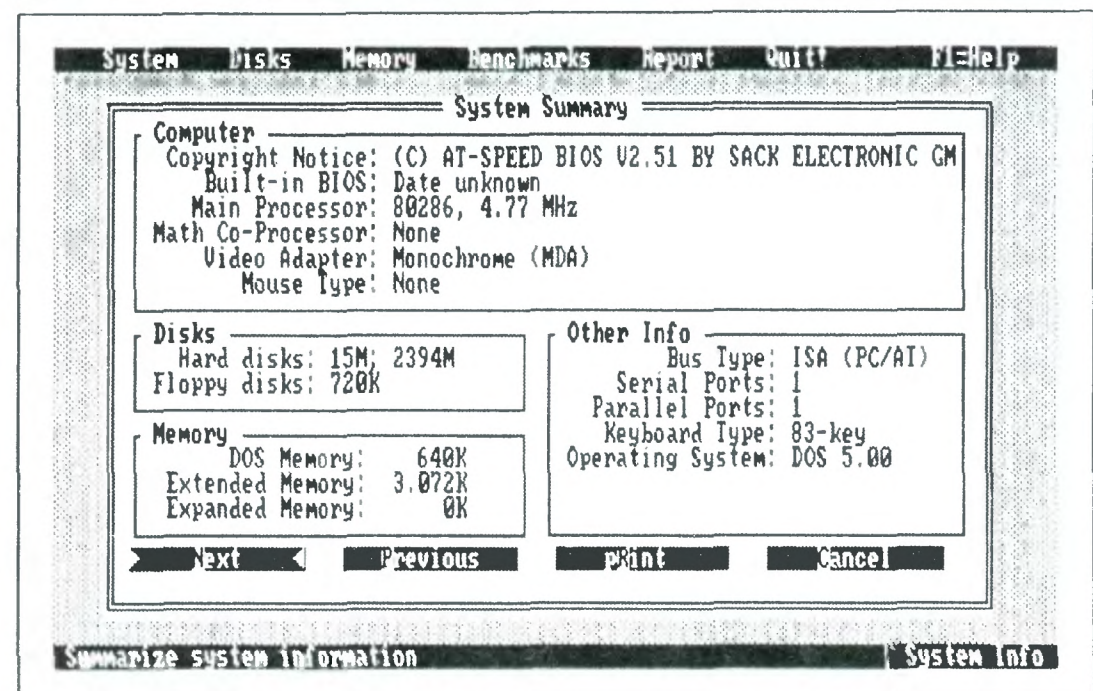 System Disks Memory Benchmarks Report Quit! F1=Help
System Summary
Computer
Copyright Notice: (C) AT-SPEED BIOS V2.51 BY SACK ELECTRONIC GM
Built-in BIOS: Date unknown
Main Processor: 80286, 4.77 MHz
Math Co-Processor: None
Video Adapter: Monochrome (MDA)
Mouse Type: None
Disks
Hard disks: 15M, 2394M
Floppy disks: 720K
Memory
DOS Memory: 640K
Extended Memory: 3.072K
Expanded Memory: 0K
Other Info
Bus Type: ISA (PC/AT)
Serial Ports: 1
Parallel Ports: 1
Keyboard Type: 83-key
Operating System: DOS 5.00
Next Previous pRint Cancel
Summarize system information System Info